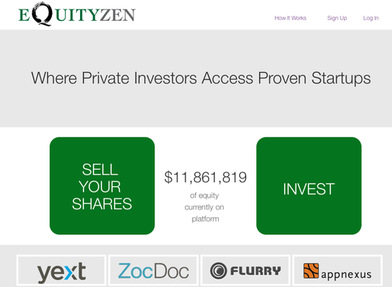 EQUITYZEN
How It Works Sign Up Log In
Where Private Investors Access Proven Startups
SELL
YOUR
SHARES
$11,861,819
of equity
currently on
platform
INVEST
yext ZocDoc FLURRY appnexus